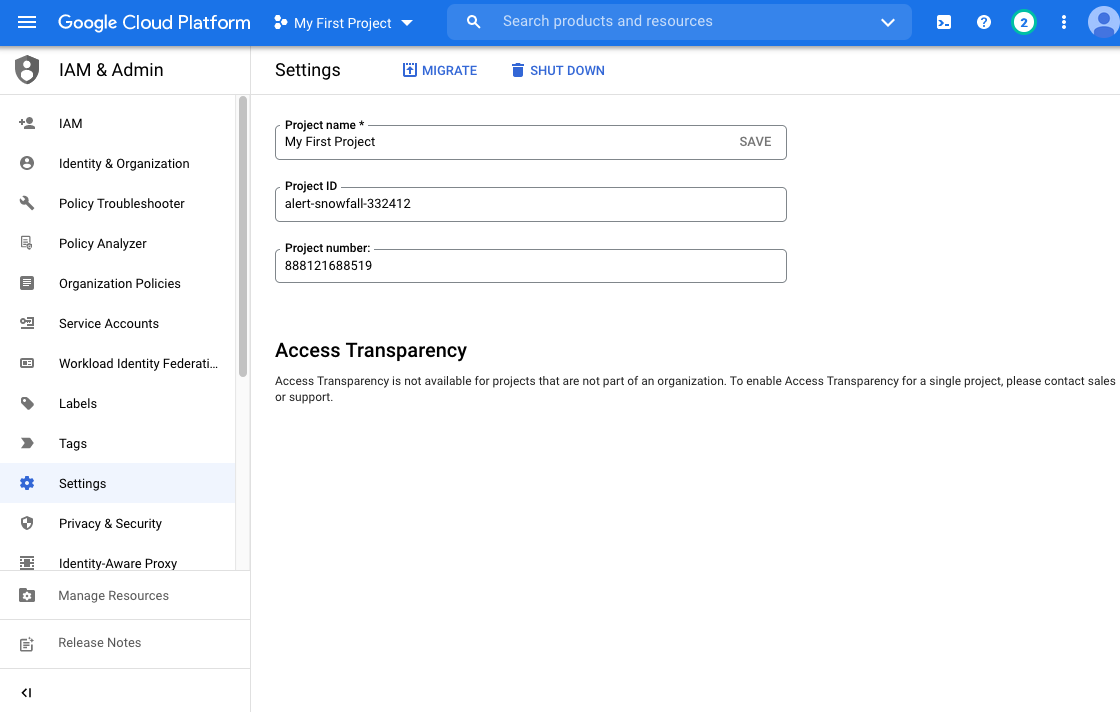 Google Cloud Platform
My First Project
Search products and resources
2
IAM & Admin
IAM
Identity & Organization
Policy Troubleshooter
Policy Analyzer
Organization Policies
Service Accounts
Workload Identity Federati...
Labels
Tags
Settings
Privacy & Security
Identity-Aware Proxy
Manage Resources
Release Notes
Settings
MIGRATE
SHUT DOWN
Project name *
My First Project
SAVE
Project ID
alert-snowfall-332412
Project number:
888121688519
Access Transparency
Access Transparency is not available for projects that are not part of an organization. To enable Access Transparency for a single project, please contact sales
or support.